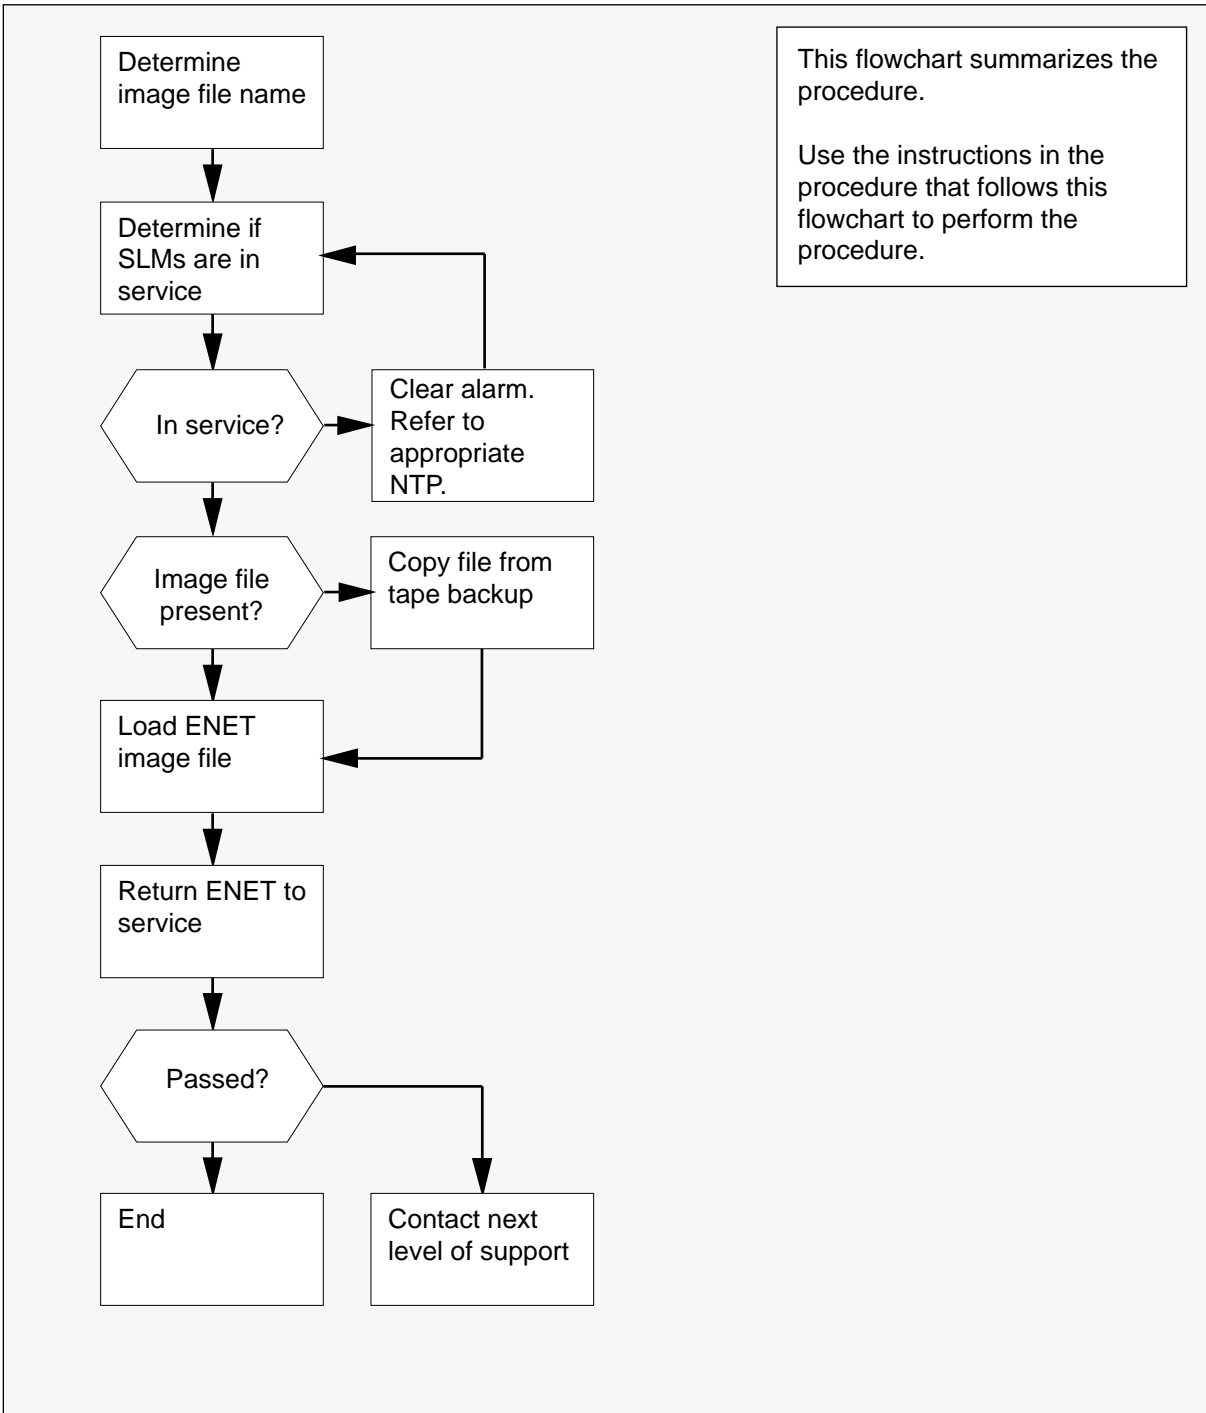 Determine
image file name
This flowchart summarizes the
procedure.
Use the instructions in the
procedure that follows this
flowchart to perform the
procedure.
Determine if
SLMs are in
service
In service?
Clear alarm.
Refer to
appropriate
NTP.
Image file
present?
Copy file from
tape backup
Load ENET
image file
Return ENET to
service
Passed?
End
Contact next
level of support